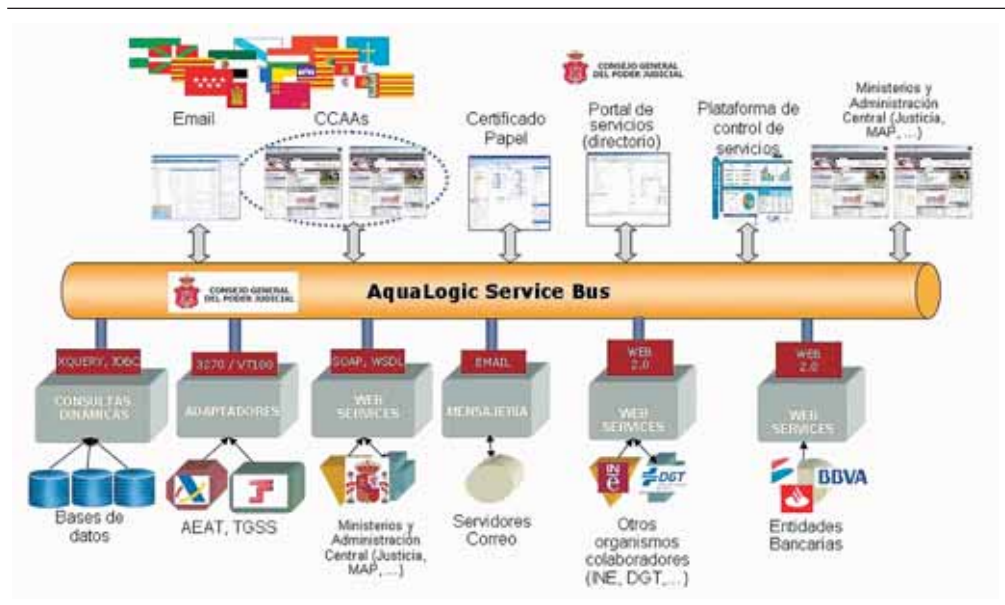 CONSEJO GENERAL
DEL PODER JUDICIAL
Email
CCAAs
Certificado
Papel
Portal de
servicios
(directorio)
Plataforma de
control de
servicios
Ministerios y
Administración
Central (Justicia,
MAP, ...)
CONSEJO GENERAL
DEL PODER JUDICIAL
AquaLogic Service Bus
XQUERY, JDBC
3270 / VT100
SOAP, WSDL
EMAIL
WEB
2.0
WEB
2.0
CONSULTAS
DINÁMICAS
ADAPTADORES
WEB
SERVICES
MENSAJERÍA
WEB
SERVICES
WEB
SERVICES
INe
DGT
BBVA
Bases de
datos
AEAT, TGSS
Ministerios y
Administración
Central (Justicia,
MAP, ...)
Servidores
Correo
Otros
organismos
colaboradores
(INE, DGT,...)
Entidades
Bancarias